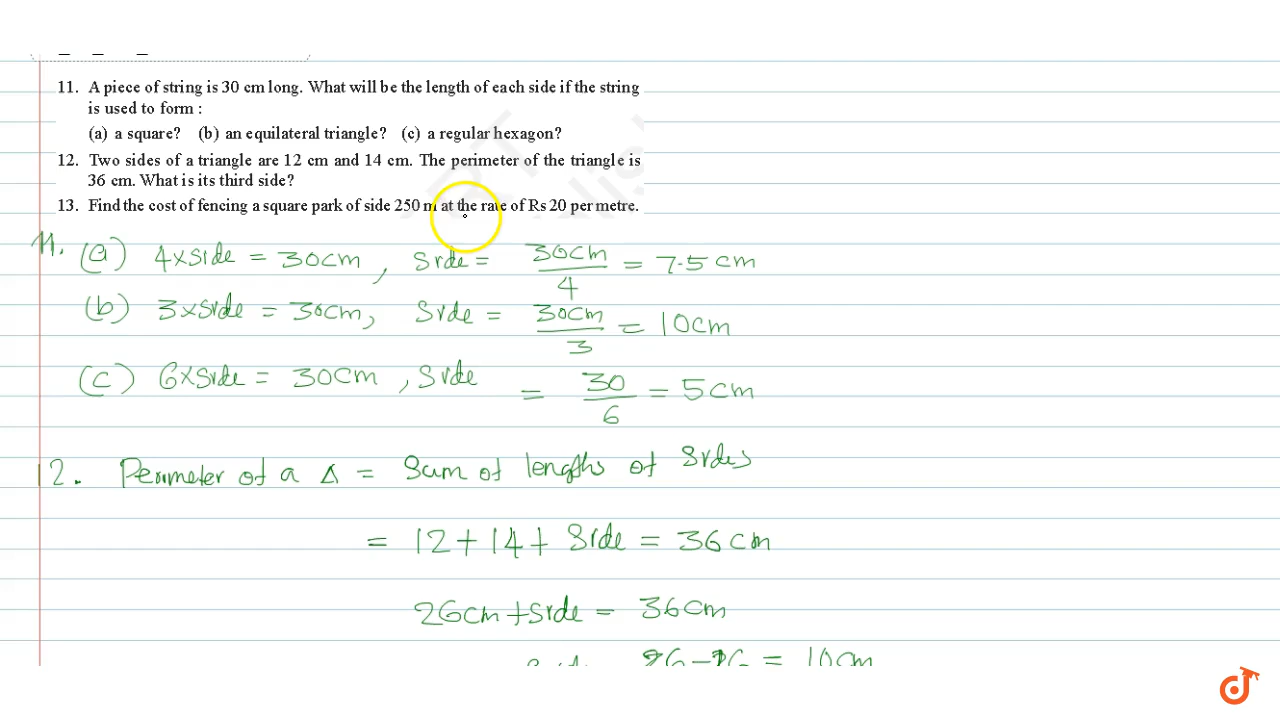 11. A piece of string is 30 cm long. What will be the length of each side if the string
is used to form :
(a) a square? (b) an equilateral triangle? (c) a regular hexagon?
12. Two sides of a triangle are 12 cm and 14 cm. The perimeter of the triangle is
36 cm. What is its third side?
13. Find the cost of fencing a square park of side 250 m at the rate of Rs 20 per metre.
11. (a) 4×side = 30cm, Side = 30cm/4 = 7.5 cm
(b) 3×side = 30cm, Side = 30cm/3 = 10cm
(c) 6×side = 30cm, Side = 30/6 = 5cm
12. Perimeter of a Δ = Sum of lengths of sides
= 12+14+ Side = 36cm
26cm+side = 36cm
= 10cm